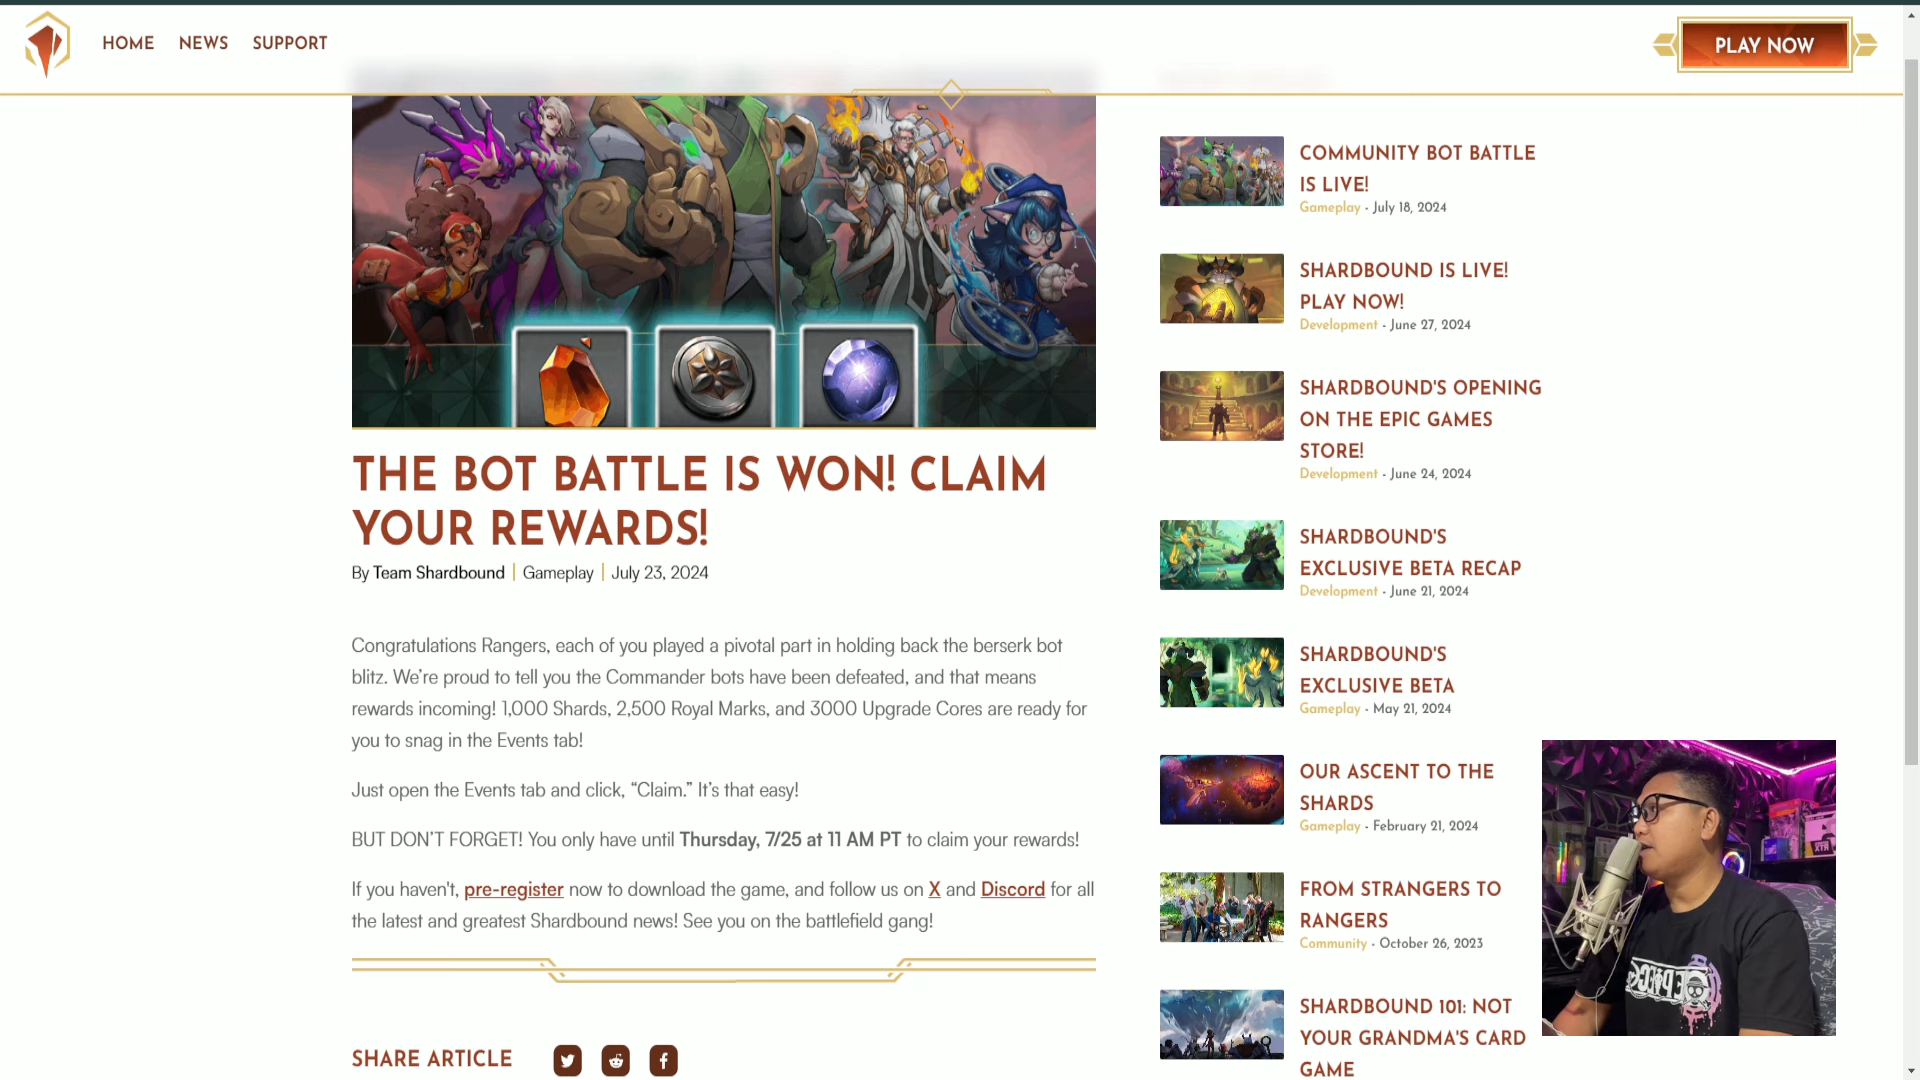 HOME NEWS SUPPORT
PLAY NOW
THE BOT BATTLE IS WON! CLAIM
YOUR REWARDS!
By Team Shardbound | Gameplay | July 23, 2024
Congratulations Rangers, each of you played a pivotal part in holding back the berserk bot
blitz. We’re proud to tell you the Commander bots have been defeated, and that means
rewards incoming! 1,000 Shards, 2,500 Royal Marks, and 3000 Upgrade Cores are ready for
you to snag in the Events tab!
Just open the Events tab and click, “Claim.” It’s that easy!
BUT DON’T FORGET! You only have until Thursday, 7/25 at 11 AM PT to claim your rewards!
If you haven't, pre-register now to download the game, and follow us on X and Discord for all
the latest and greatest Shardbound news! See you on the battlefield gang!
SHARE ARTICLE
COMMUNITY BOT BATTLE
IS LIVE!
Gameplay - July 18, 2024
SHARDBOUND IS LIVE!
PLAY NOW!
Development - June 27, 2024
SHARDBOUND'S OPENING
ON THE EPIC GAMES
STORE!
Development - June 24, 2024
SHARDBOUND'S
EXCLUSIVE BETA RECAP
Development - June 21, 2024
SHARDBOUND'S
EXCLUSIVE BETA
Gameplay - May 21, 2024
OUR ASCENT TO THE
SHARDS
Gameplay - February 21, 2024
FROM STRANGERS TO
RANGERS
Community - October 26, 2023
SHARDBOUND 101: NOT
YOUR GRANDMA'S CARD
GAME